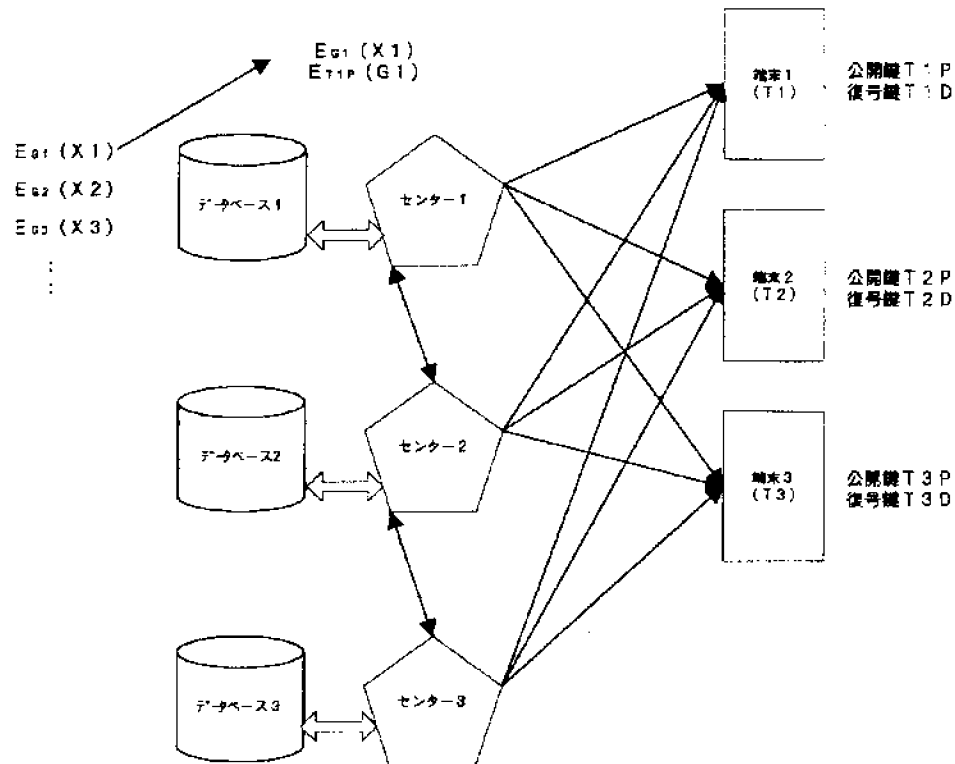 EG1 (X1)
ET1P (G1)
EG1 (X1)
EG2 (X2)
EG3 (X3)
⋮
データベース1
センター1
端末1
(T1)
公開鍵T1P
復号鍵T1D
端末2
(T2)
公開鍵T2P
復号鍵T2D
データベース2
センター2
端末3
(T3)
公開鍵T3P
復号鍵T3D
データベース3
センター3